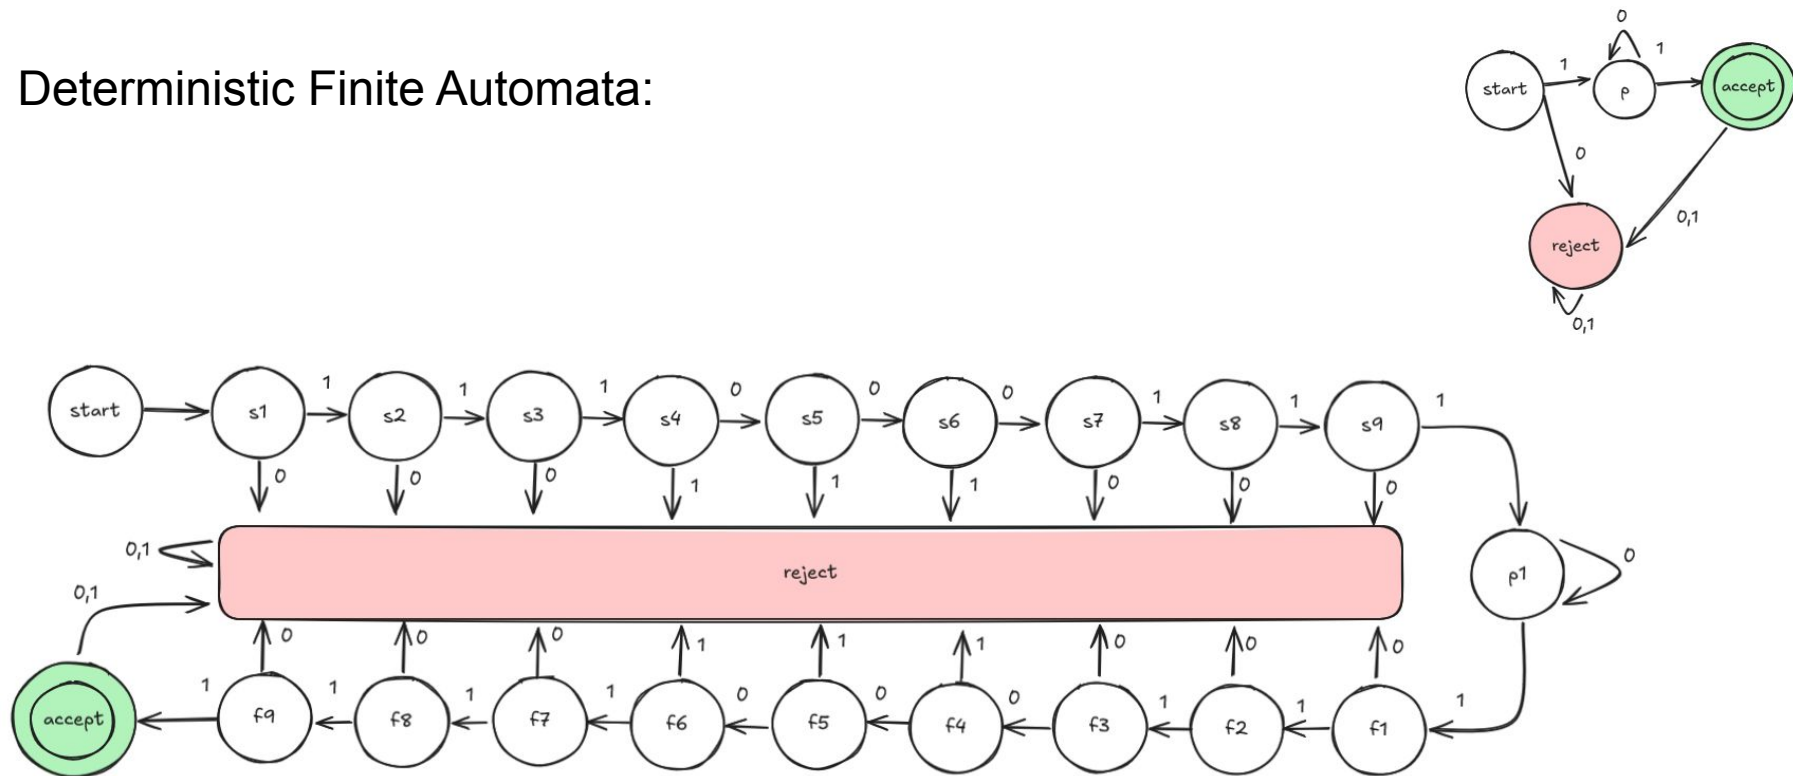 Deterministic Finite Automata:
0
1 1
start p accept
0
0,1
reject
0,1
1 1 1 0 0 0 1 1 1
start s1 s2 s3 s4 s5 s6 s7 s8 s9
0 0 0 1 1 1 0 0 0
0,1 reject p1 0
0,1
0 0 0 1 1 1 0 0 0
1 1 1 1 0 0 0 1 1 1
accept f9 f8 f7 f6 f5 f4 f3 f2 f1